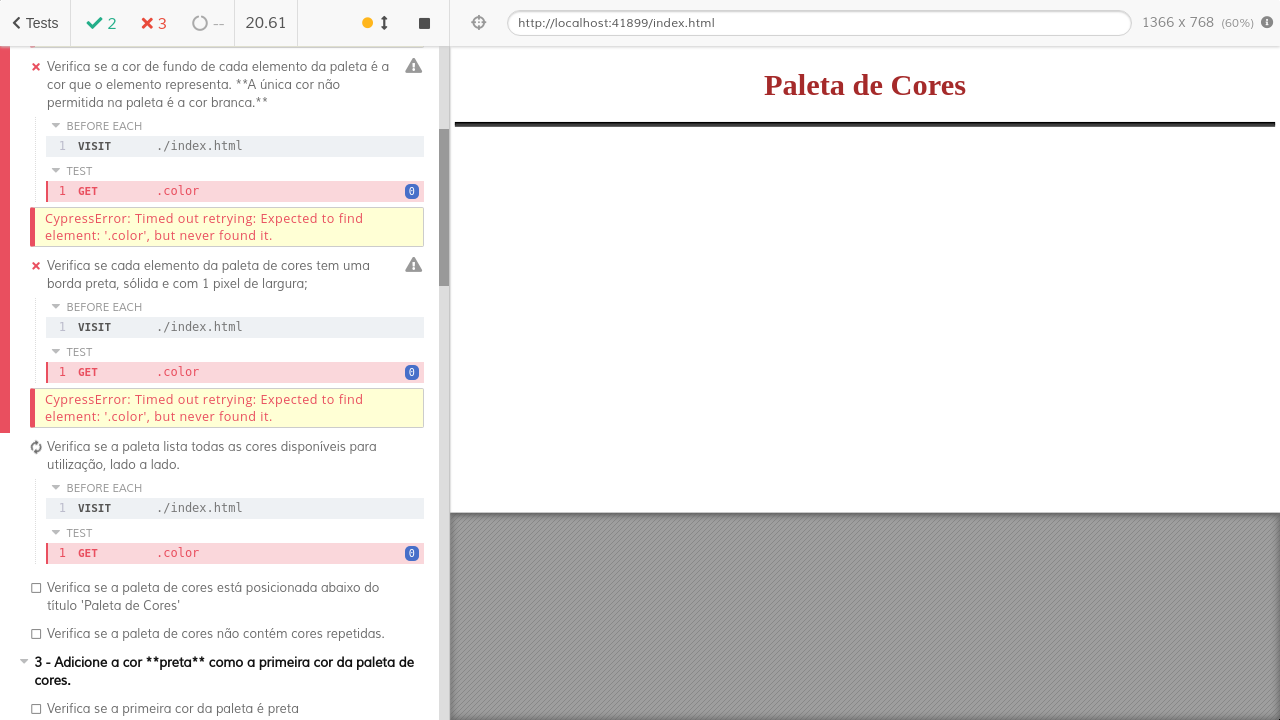 Tests
2
3
--
20.61
http://localhost:41899/index.html
1366 x 768 (60%)
Verifica se a cor de fundo de cada elemento da paleta é a
cor que o elemento representa. **A única cor não
permitida na paleta é a cor branca.**
BEFORE EACH
1 VISIT ./index.html
TEST
1 GET .color 0
CypressError: Timed out retrying: Expected to find
element: '.color', but never found it.
Verifica se cada elemento da paleta de cores tem uma
borda preta, sólida e com 1 pixel de largura;
BEFORE EACH
1 VISIT ./index.html
TEST
1 GET .color 0
CypressError: Timed out retrying: Expected to find
element: '.color', but never found it.
Verifica se a paleta lista todas as cores disponíveis para
utilização, lado a lado.
BEFORE EACH
1 VISIT ./index.html
TEST
1 GET .color 0
Verifica se a paleta de cores está posicionada abaixo do
título 'Paleta de Cores'
Verifica se a paleta de cores não contém cores repetidas.
3 - Adicione a cor **preta** como a primeira cor da paleta de
cores.
Verifica se a primeira cor da paleta é preta
Paleta de Cores